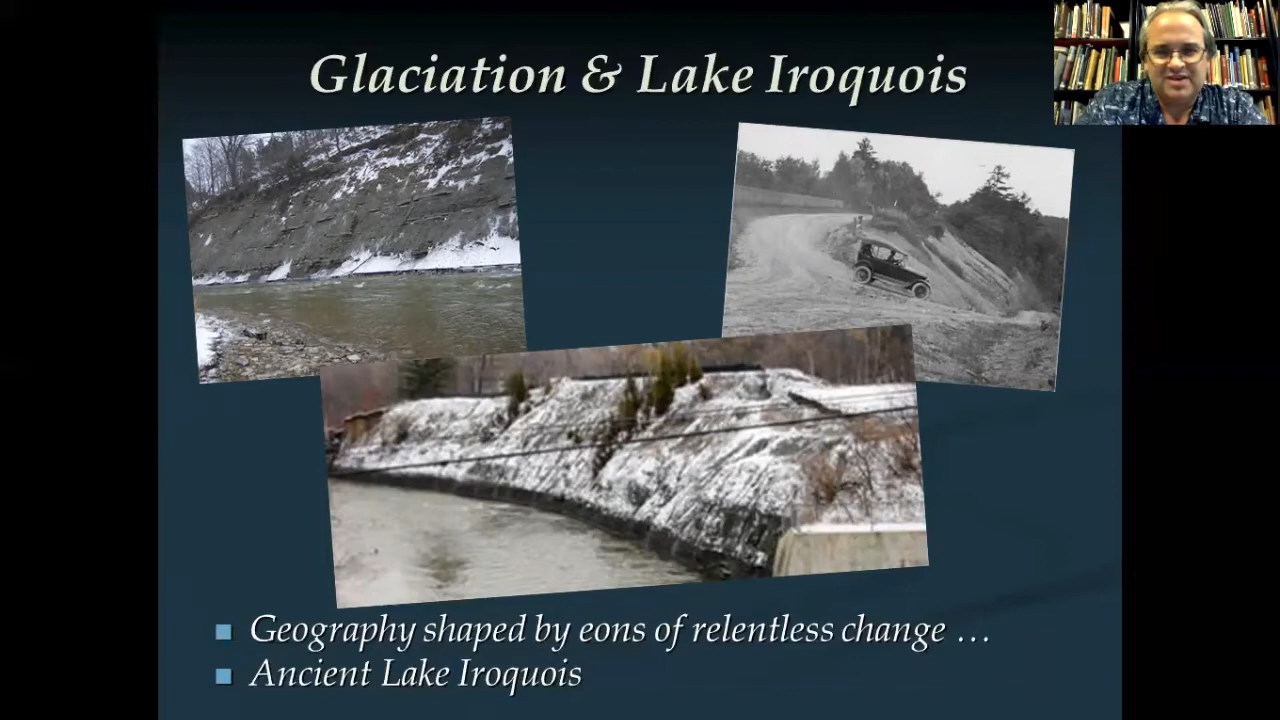 Glaciation & Lake Iroquois
Geography shaped by eons of relentless change …
Ancient Lake Iroquois